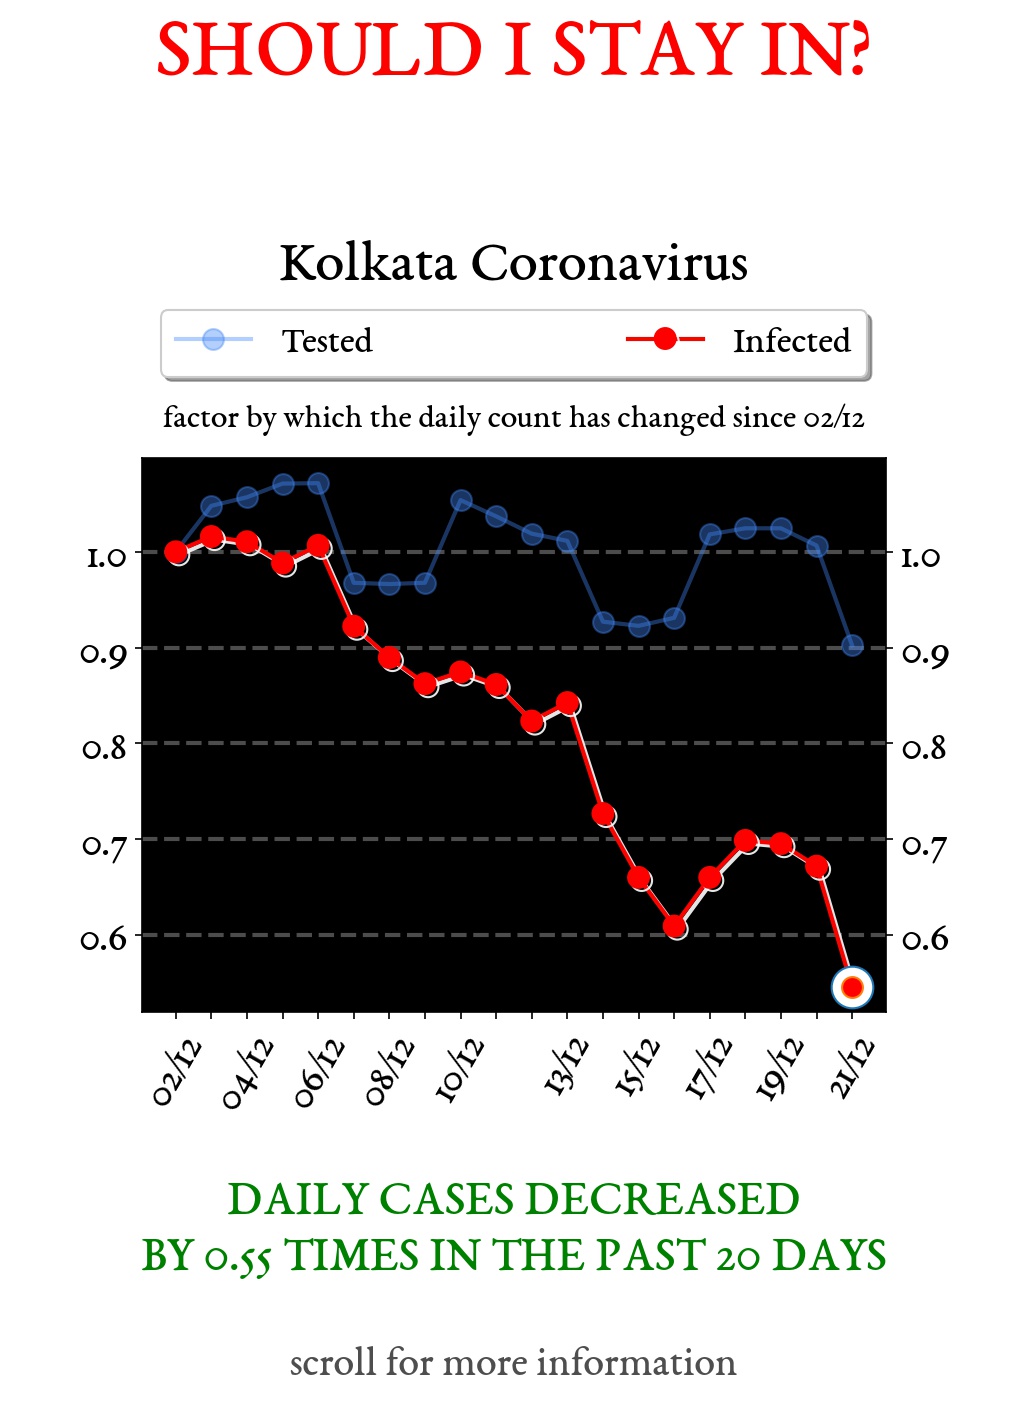 SHOULD I STAY IN?
Kolkata Coronavirus
Tested Infected
factor by which the daily count has changed since 02/12
1.0 1.0
0.9 0.9
0.8 0.8
0.7 0.7
0.6 0.6
02/12 04/12 06/12 08/12 10/12 13/12 15/12 17/12 19/12 21/12
DAILY CASES DECREASED
BY 0.55 TIMES IN THE PAST 20 DAYS
scroll for more information